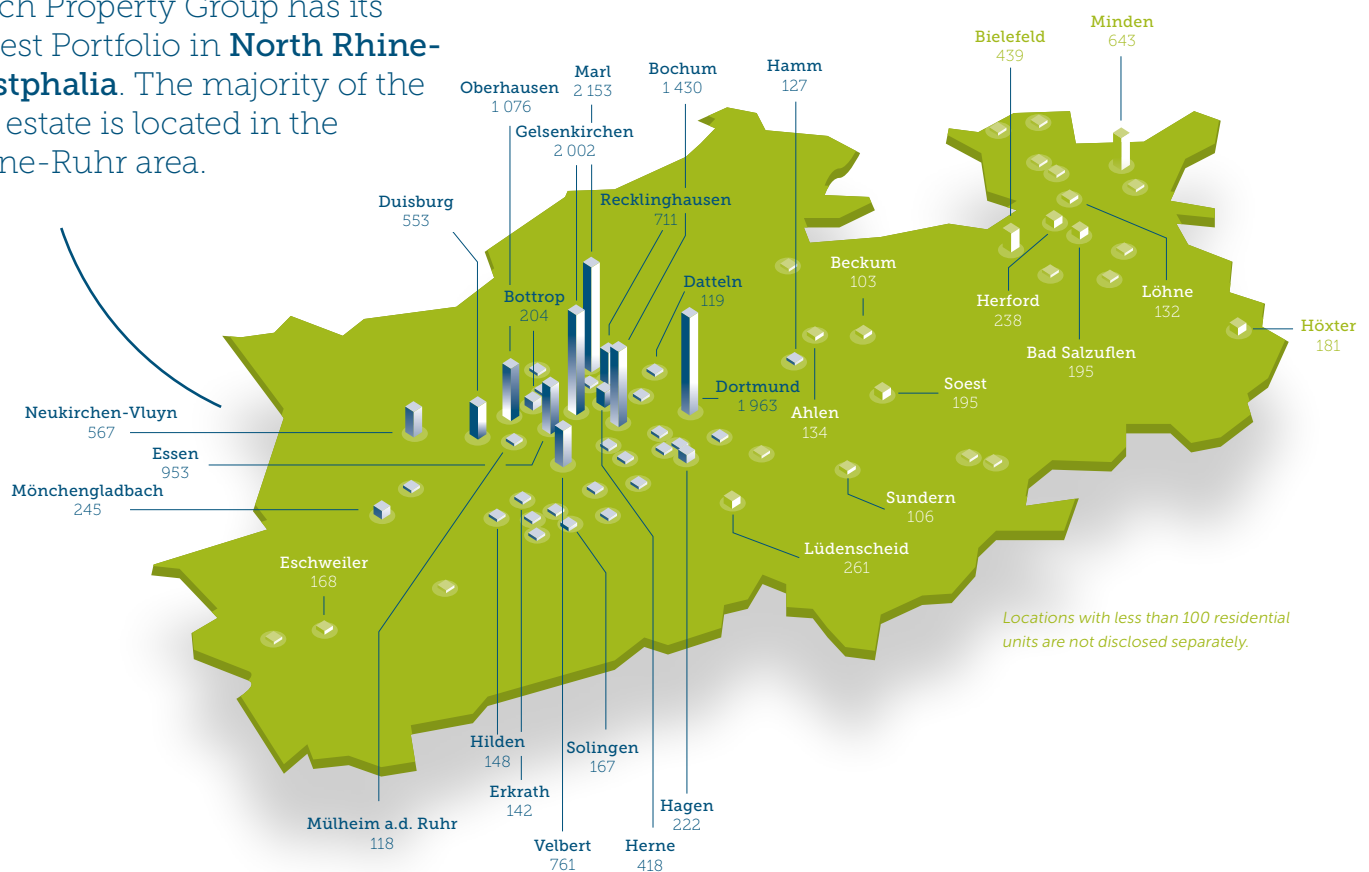 Property Group has its
Portfolio in North Rhine-
The majority of the
estate is located in the
area.
Minden
643
Bielefeld
439
Hamm
127
Bochum
1 430
Marl
2 153
Oberhausen
1 076
Gelsenkirchen
2 002
Recklinghausen
711
Duisburg
553
Bottrop
204
Datteln
119
Beckum
103
Herford
238
Löhne
132
Höxter
181
Bad Salzuflen
195
Dortmund
1 963
Ahlen
134
Soest
195
Neukirchen-Vluyn
567
Essen
953
Mönchengladbach
245
Sundern
106
Lüdenscheid
261
Eschweiler
168
Locations with less than 100 residential
units are not disclosed separately.
Hilden
148
Solingen
167
Erkrath
142
Hagen
222
Mülheim a.d. Ruhr
118
Velbert
761
Herne
418